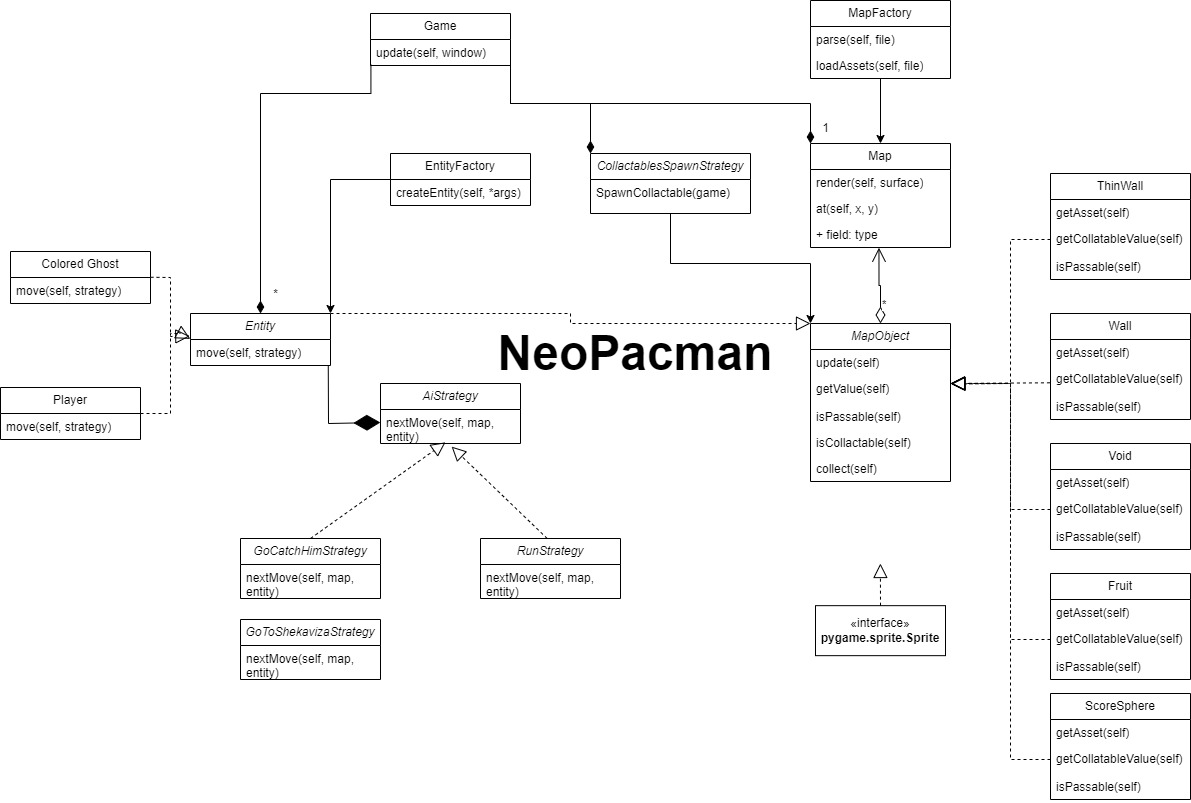 Game
update(self, window)
MapFactory
parse(self, file)
loadAssets(self, file)
1
EntityFactory
createEntity(self, *args)
CollactablesSpawnStrategy
SpawnCollactable(game)
Map
render(self, surface)
at(self, x, y)
+ field: type
ThinWall
getAsset(self)
getCollatableValue(self)
isPassable(self)
Colored Ghost
move(self, strategy)
*
Entity
move(self, strategy)
NeoPacman
*
MapObject
update(self)
getValue(self)
isPassable(self)
isCollactable(self)
collect(self)
Wall
getAsset(self)
getCollatableValue(self)
isPassable(self)
Player
move(self, strategy)
AiStrategy
nextMove(self, map,
entity)
Void
getAsset(self)
getCollatableValue(self)
isPassable(self)
GoCatchHimStrategy
nextMove(self, map,
entity)
RunStrategy
nextMove(self, map,
entity)
GoToShekavizaStrategy
nextMove(self, map,
entity)
«interface»
pygame.sprite.Sprite
Fruit
getAsset(self)
getCollatableValue(self)
isPassable(self)
ScoreSphere
getAsset(self)
getCollatableValue(self)
isPassable(self)